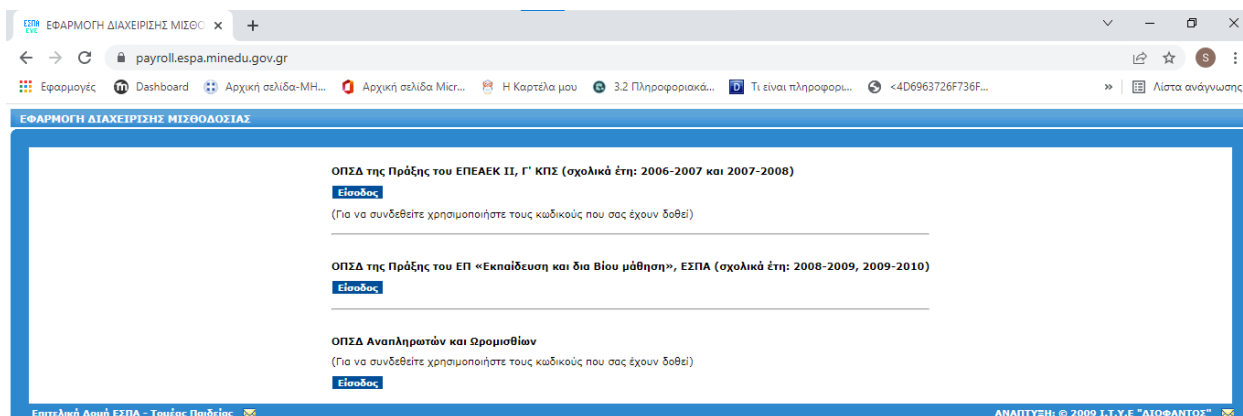 ΕΣΠΑ EVE ΕΦΑΡΜΟΓΗ ΔΙΑΧΕΙΡΙΣΗΣ ΜΙΣΘΟ
payroll.espa.minedu.gov.gr S
Εφαρμογές Dashboard Αρχική σελίδα-ΜΗ... Αρχική σελίδα Micr... Η Καρτέλα μου 3.2 Πληροφοριακά... D Τι είναι πληροφορι... <4D6963726F736F... » Λίστα ανάγνωσης
ΕΦΑΡΜΟΓΗ ΔΙΑΧΕΙΡΙΣΗΣ ΜΙΣΘΟΔΟΣΙΑΣ
ΟΠΣΔ της Πράξης του ΕΠΕΑΕΚ ΙΙ, Γ' ΚΠΣ (σχολικά έτη: 2006-2007 και 2007-2008)
Είσοδος
(Για να συνδεθείτε χρησιμοποιήστε τους κωδικούς που σας έχουν δοθεί)
ΟΠΣΔ της Πράξης του ΕΠ «Εκπαίδευση και δια Βίου μάθηση», ΕΣΠΑ (σχολικά έτη: 2008-2009, 2009-2010)
Είσοδος
ΟΠΣΔ Αναπληρωτών και Ωρομισθίων
(Για να συνδεθείτε χρησιμοποιήστε τους κωδικούς που σας έχουν δοθεί)
Είσοδος
Επιτελική Δομή ΕΣΠΑ - Τομέας Παιδείας ΑΝΑΠΤΥΞΗ: © 2009 Ι.Τ.Υ.Ε "ΔΙΟΦΑΝΤΟΣ"